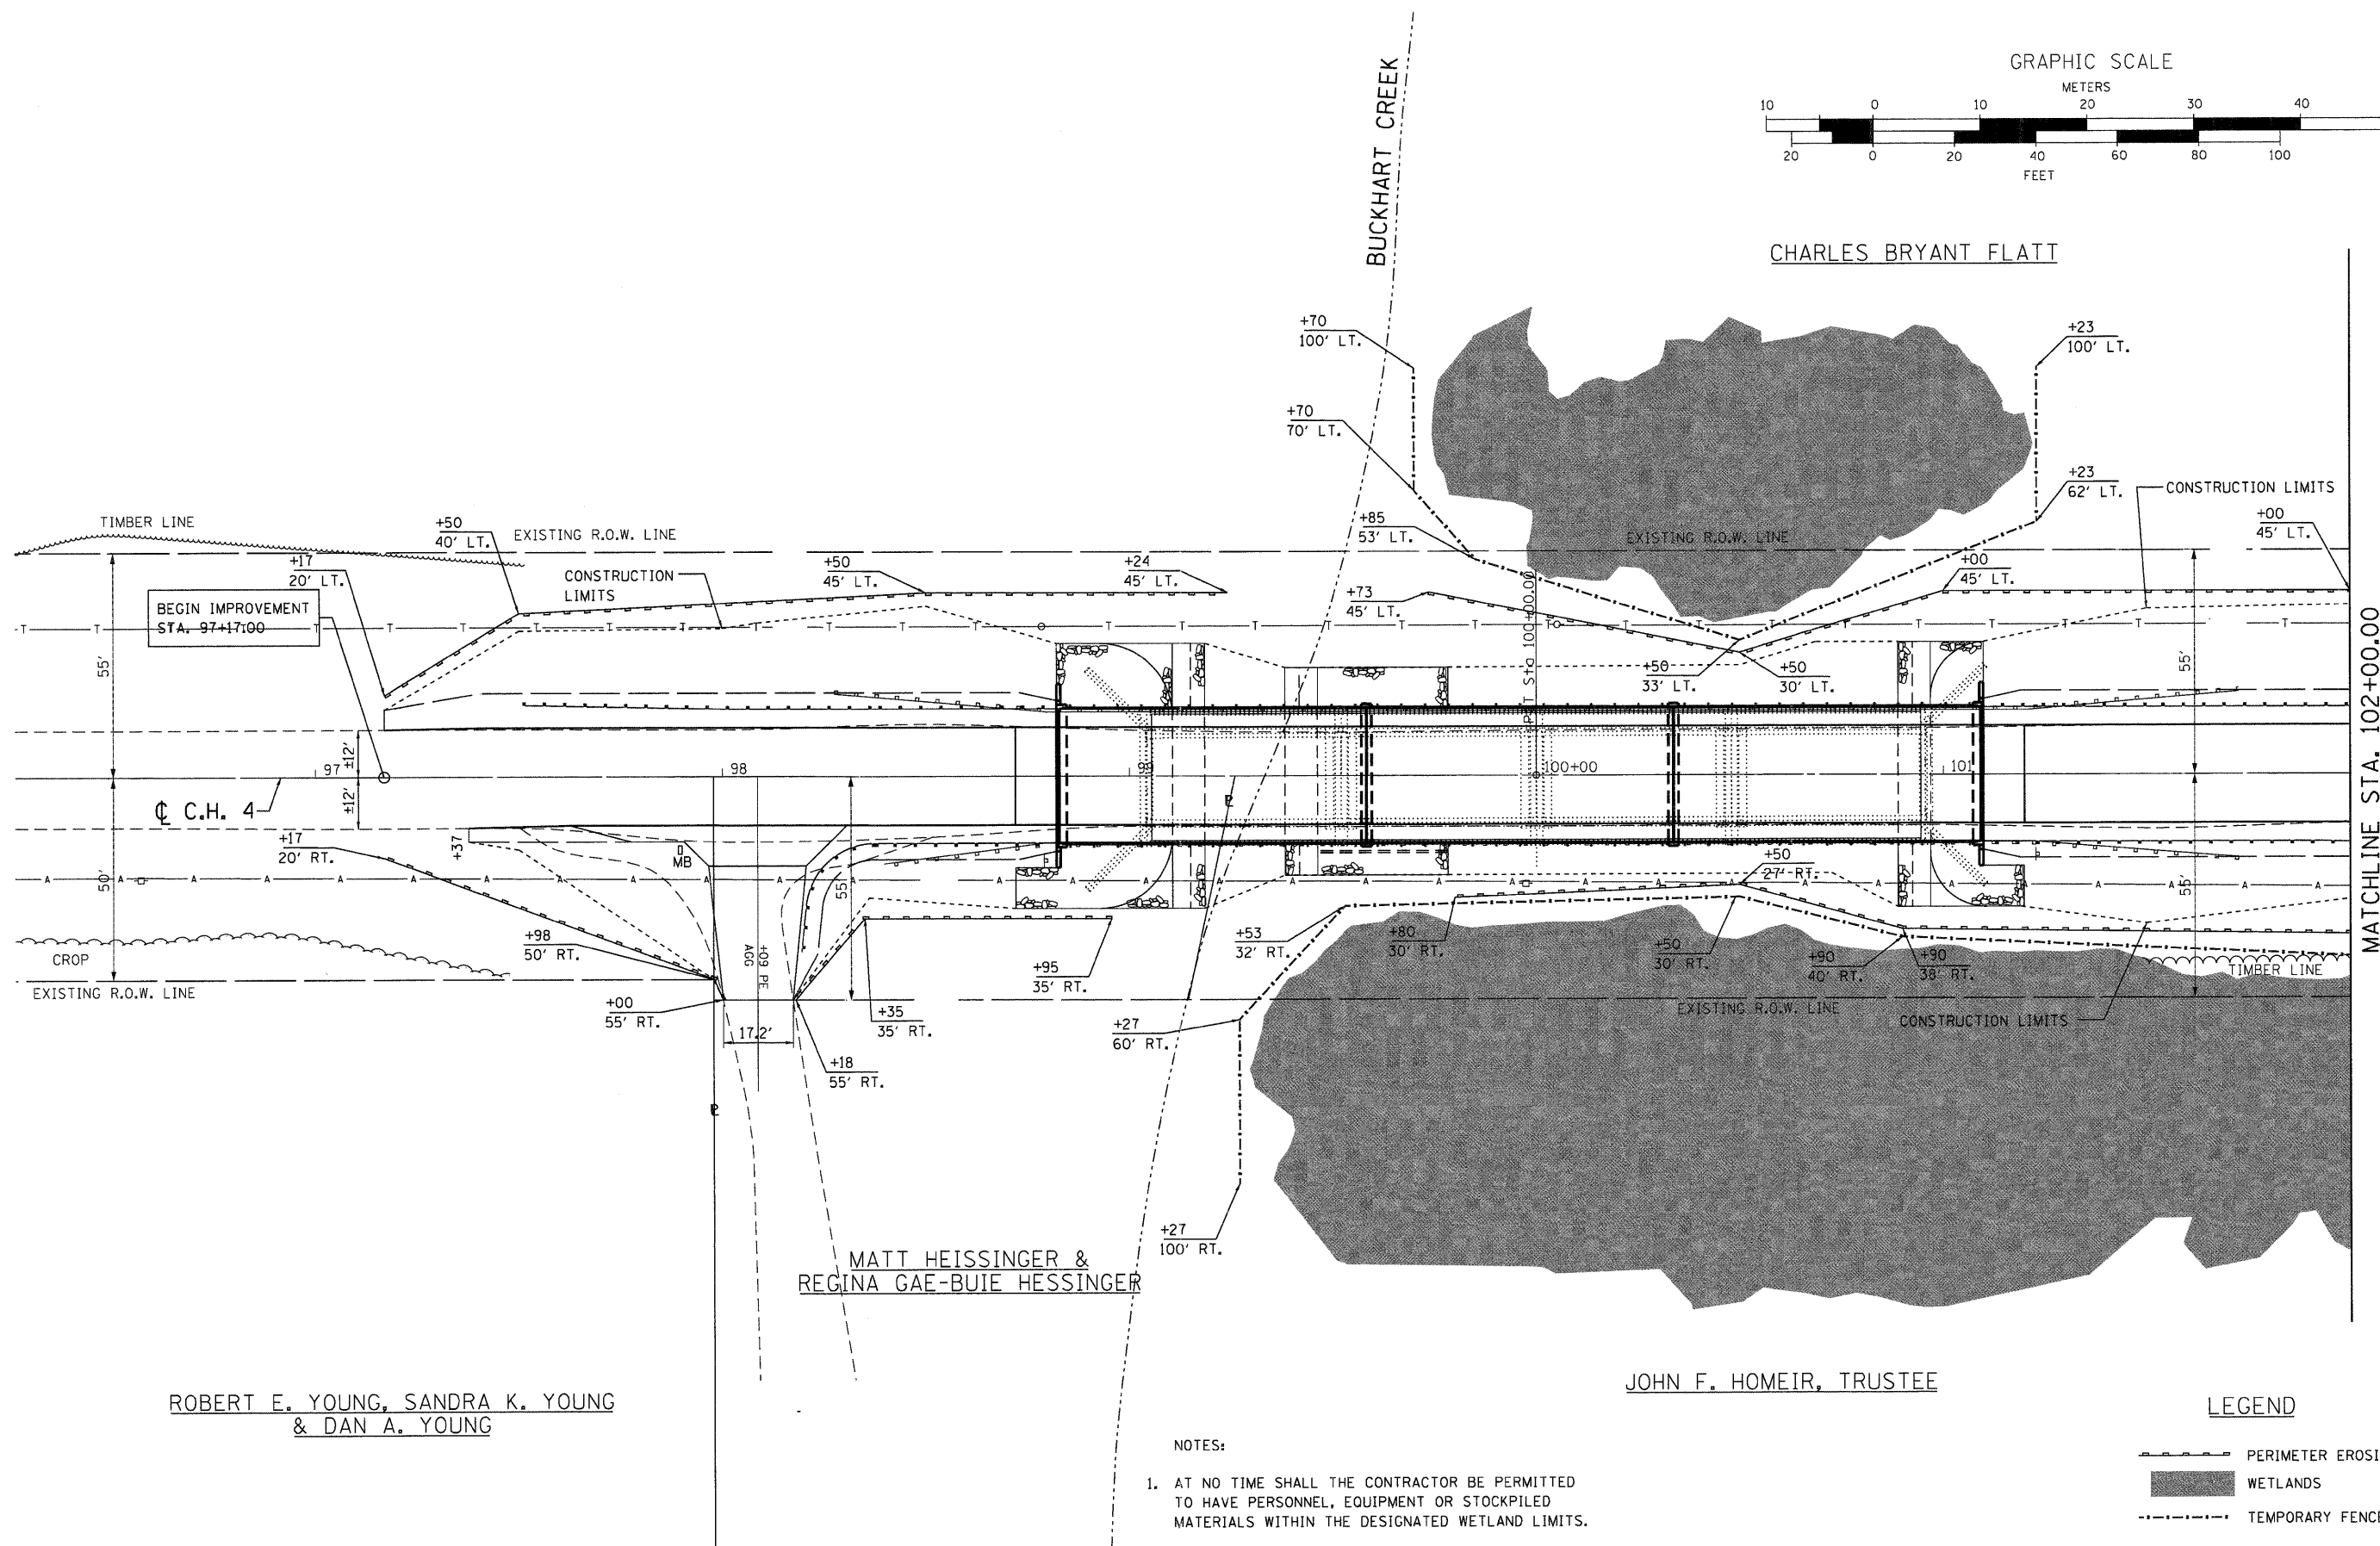 GRAPHIC SCALE
METERS
10 0 10 20 30 40
20 0 20 40 60 80 100
FEET
BUCKHART CREEK
CHARLES BRYANT FLATT
+70
100' LT.
+23
100' LT.
+70
70' LT.
+23
62' LT.
CONSTRUCTION LIMITS
+00
45' LT.
TIMBER LINE
+50
40' LT.
EXISTING R.O.W. LINE
+85
53' LT.
EXISTING R.O.W. LINE
+17
20' LT.
CONSTRUCTION
LIMITS
+50
45' LT.
+24
45' LT.
+73
45' LT.
+00
45' LT.
BEGIN IMPROVEMENT
STA. 97+17.00
T T T T T T T T T T T T T T T T T T T T T T T T T T T T T T
55'
55'
+50
33' LT.
+50
30' LT.
Sta 100+00.00
MATCHLINE STA. 102+00.00
97
98
99
100+00
101
±12'
±12'
℄ C.H. 4
P
+17
20' RT.
+37
MB
+50
27' RT.
A A A A A A A A A A A A A A A A A A A A A A A A A A A A A
50'
55'
55'
+98
50' RT.
+09 PE
AGG
+53
32' RT.
+80
30' RT.
+50
30' RT.
+90
40' RT.
+90
38' RT.
CROP
EXISTING R.O.W. LINE
+95
35' RT.
TIMBER LINE
+00
55' RT.
17.2'
+35
35' RT.
+27
60' RT.
EXISTING R.O.W. LINE
CONSTRUCTION LIMITS
+18
55' RT.
P
+27
100' RT.
MATT HEISSINGER &
REGINA GAE-BUIE HESSINGER
ROBERT E. YOUNG, SANDRA K. YOUNG
& DAN A. YOUNG
JOHN F. HOMEIR, TRUSTEE
LEGEND
PERIMETER EROSI
WETLANDS
TEMPORARY FENCE
NOTES:
1. AT NO TIME SHALL THE CONTRACTOR BE PERMITTED
TO HAVE PERSONNEL, EQUIPMENT OR STOCKPILED
MATERIALS WITHIN THE DESIGNATED WETLAND LIMITS.